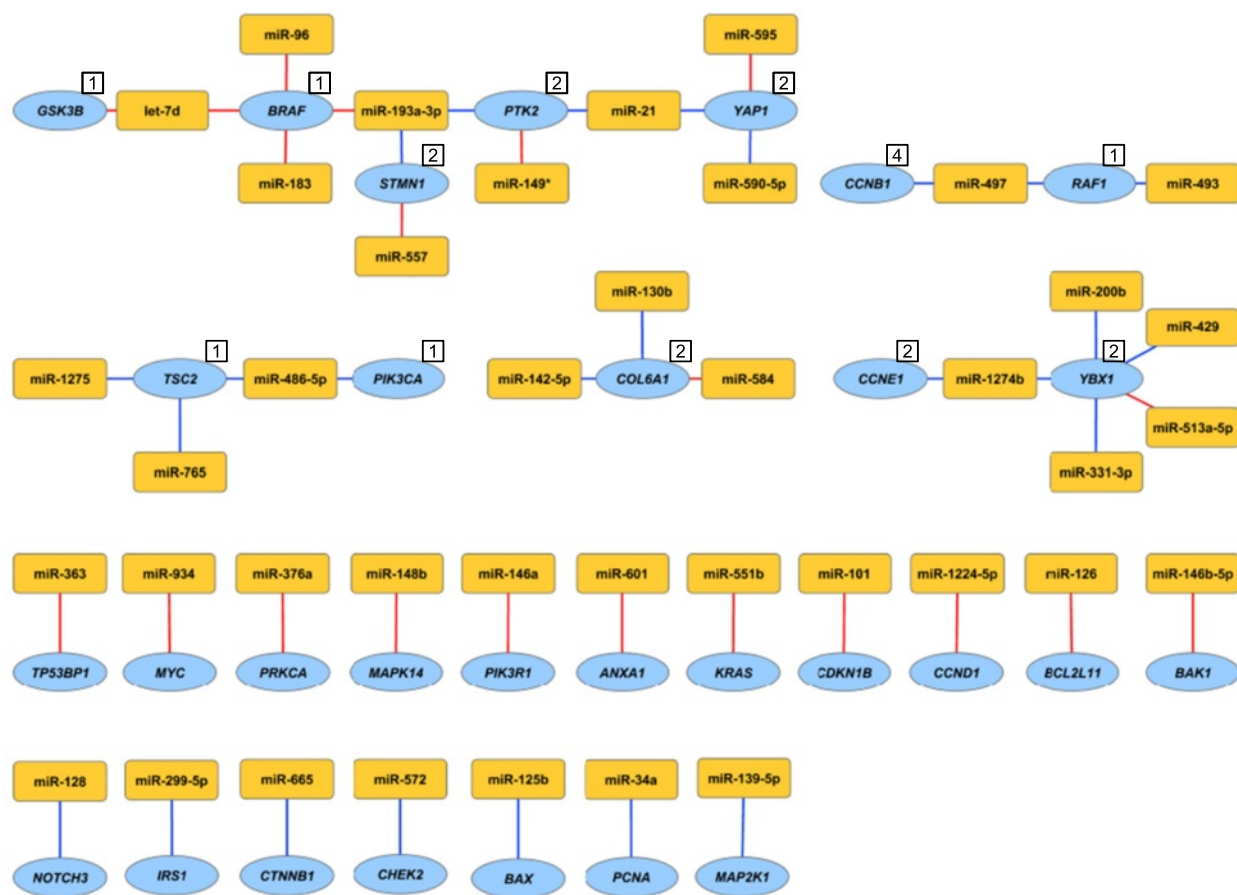 miR-96
miR-595
1
1
2
2
GSK3B
let-7d
BRAF
miR-193a-3p
PTK2
miR-21
YAP1
2
4
1
miR-183
STMN1
miR-149*
miR-590-5p
CCNB1
miR-497
RAF1
miR-493
miR-557
miR-130b
miR-200b
miR-429
1
1
2
2
2
miR-1275
TSC2
miR-486-5p
PIK3CA
miR-142-5p
COL6A1
miR-584
CCNE1
miR-1274b
YBX1
miR-513a-5p
miR-765
miR-331-3p
miR-363
miR-934
miR-376a
miR-148b
miR-146a
miR-601
miR-551b
miR-101
miR-1224-5p
miR-126
miR-146b-5p
TP53BP1
MYC
PRKCA
MAPK14
PIK3R1
ANXA1
KRAS
CDKN1B
CCND1
BCL2L11
BAK1
miR-128
miR-299-5p
miR-665
miR-572
miR-125b
miR-34a
miR-139-5p
NOTCH3
IRS1
CTNNB1
CHEK2
BAX
PCNA
MAP2K1